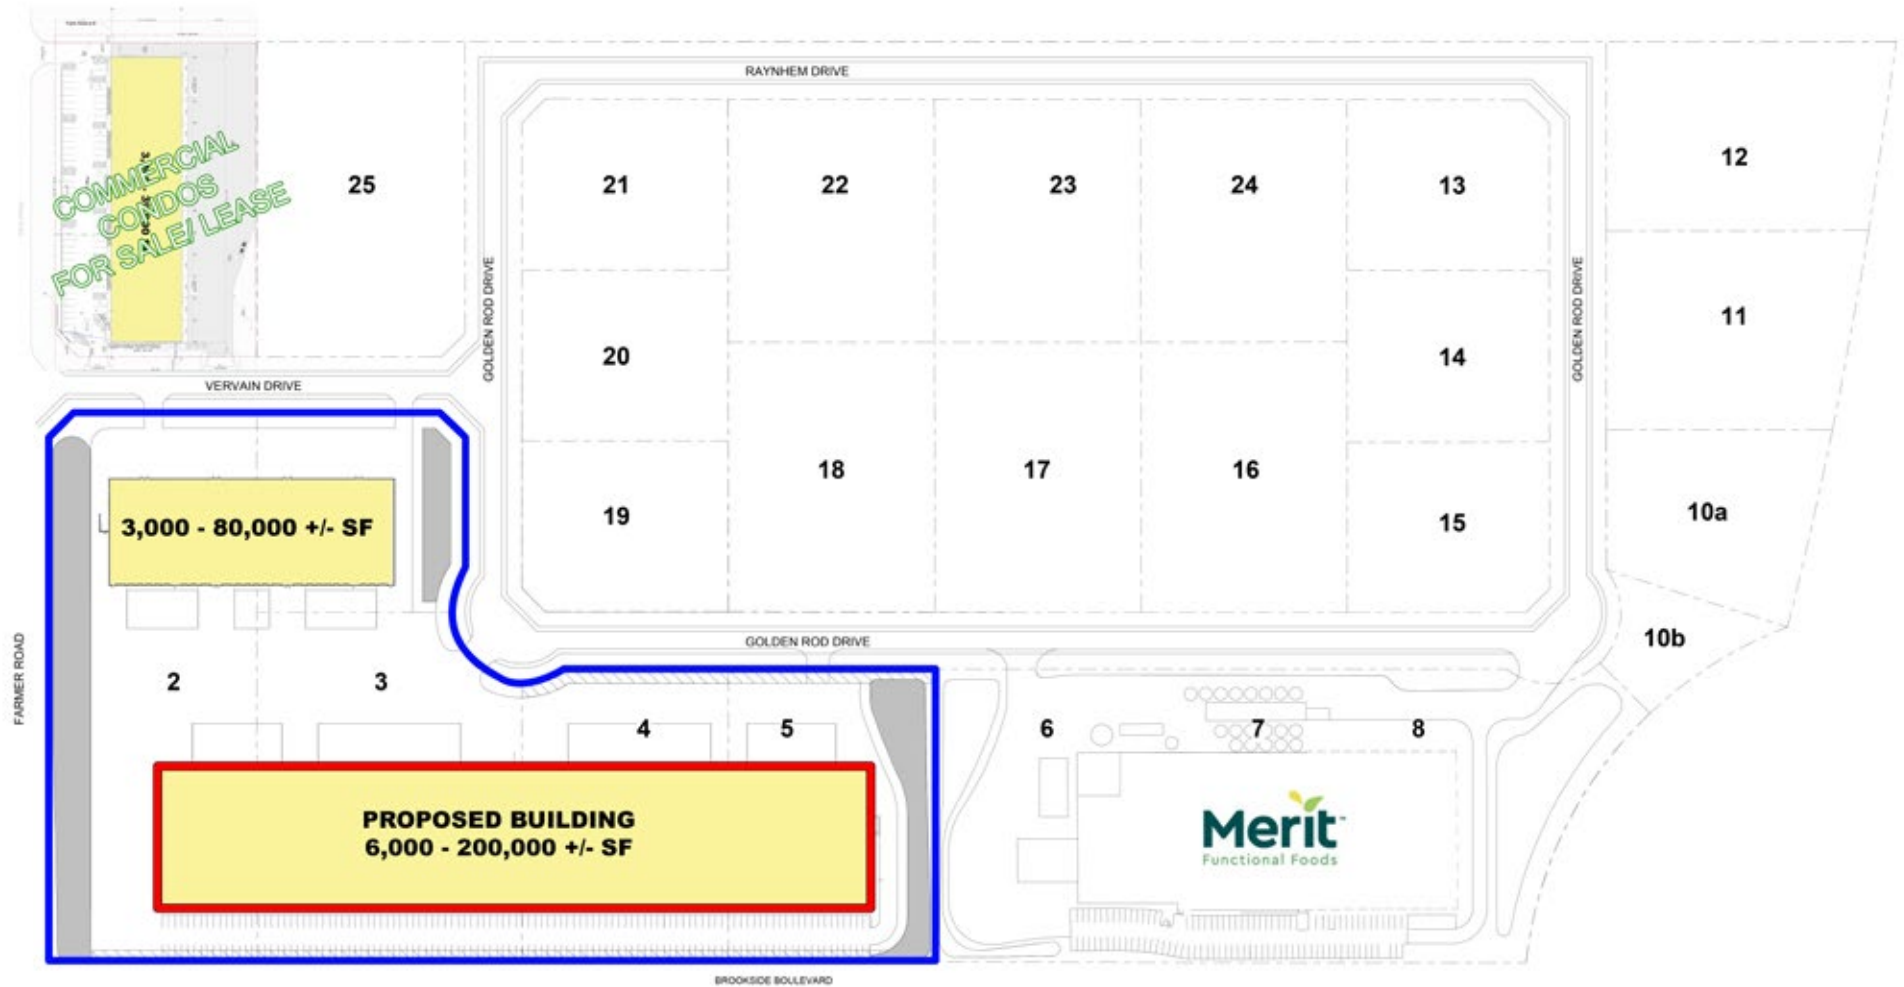 RAYNHEM DRIVE
COMMERCIAL
CONDOS
FOR SALE/ LEASE
25
21
22
23
24
13
12
GOLDEN ROD DRIVE
GOLDEN ROD DRIVE
11
20
14
VERVAIN DRIVE
18
17
16
19
15
10a
3,000 - 80,000 +/- SF
GOLDEN ROD DRIVE
10b
FARMER ROAD
2
3
4
5
6
7
8
PROPOSED BUILDING
6,000 - 200,000 +/- SF
Merit™
Functional Foods
BROOKSIDE BOULEVARD